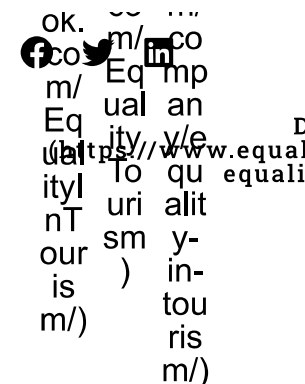 ok.
co
m/
Eq
ual
ityI
nT
our
is
m/)
co
m/
Eq
ual
ity
To
uri
sm
)
m/
co
mp
an
y/e
qu
alit
y-
in-
tou
ris
m/)
D
(https://www.equal
equali